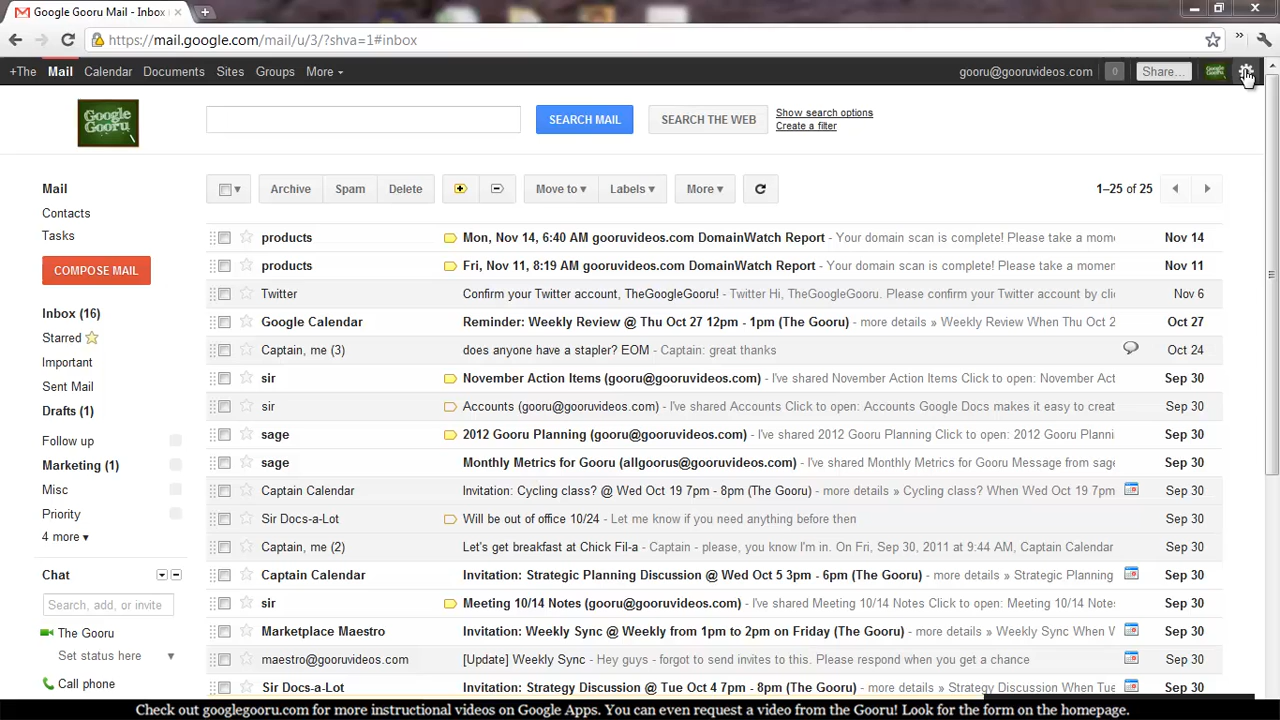 Google Gooru Mail - Inbox
https://mail.google.com/mail/u/3/?shva=1#inbox
+The Mail Calendar Documents Sites Groups More gooru@gooruvideos.com 0 Share...
Google Gooru SEARCH MAIL SEARCH THE WEB Show search options
Create a filter
Mail Archive Spam Delete Move to Labels More 1–25 of 25
Contacts
Tasks
COMPOSE MAIL
Inbox (16)
Starred
Important
Sent Mail
Drafts (1)
Follow up
Marketing (1)
Misc
Priority
4 more
Chat
Search, add, or invite
The Gooru
Set status here
Call phone
products Mon, Nov 14, 6:40 AM gooruvideos.com DomainWatch Report - Your domain scan is complete! Please take a mome Nov 14
products Fri, Nov 11, 8:19 AM gooruvideos.com DomainWatch Report - Your domain scan is complete! Please take a momen Nov 11
Twitter Confirm your Twitter account, TheGoogleGooru! - Twitter Hi, TheGoogleGooru. Please confirm your Twitter account by clic Nov 6
Google Calendar Reminder: Weekly Review @ Thu Oct 27 12pm - 1pm (The Gooru) - more details » Weekly Review When Thu Oct 2 Oct 27
Captain, me (3) does anyone have a stapler? EOM - Captain: great thanks Oct 24
sir November Action Items (gooru@gooruvideos.com) - I've shared November Action Items Click to open: November Act Sep 30
sir Accounts (gooru@gooruvideos.com) - I've shared Accounts Click to open: Accounts Google Docs makes it easy to creat Sep 30
sage 2012 Gooru Planning (gooru@gooruvideos.com) - I've shared 2012 Gooru Planning Click to open: 2012 Gooru Planni Sep 30
sage Monthly Metrics for Gooru (allgoorus@gooruvideos.com) - I've shared Monthly Metrics for Gooru Message from sage Sep 30
Captain Calendar Invitation: Cycling class? @ Wed Oct 19 7pm - 8pm (The Gooru) - more details » Cycling class? When Wed Oct 19 7pm Sep 30
Sir Docs-a-Lot Will be out of office 10/24 - Let me know if you need anything before then Sep 30
Captain, me (2) Let's get breakfast at Chick Fil-a - Captain - please, you know I'm in. On Fri, Sep 30, 2011 at 9:44 AM, Captain Calendar Sep 30
Captain Calendar Invitation: Strategic Planning Discussion @ Wed Oct 5 3pm - 6pm (The Gooru) - more details » Strategic Planning Sep 30
sir Meeting 10/14 Notes (gooru@gooruvideos.com) - I've shared Meeting 10/14 Notes Click to open: Meeting 10/14 Notes Sep 30
Marketplace Maestro Invitation: Weekly Sync @ Weekly from 1pm to 2pm on Friday (The Gooru) - more details » Weekly Sync When W Sep 30
maestro@gooruvideos.com [Update] Weekly Sync - Hey guys - forgot to send invites to this. Please respond when you get a chance Sep 30
Sir Docs-a-Lot Invitation: Strategy Discussion @ Tue Oct 4 7pm - 8pm (The Gooru) - more details » Strategy Discussion When Tue Sep 30
Check out googlegooru.com for more instructional videos on Google Apps. You can even request a video from the Gooru! Look for the form on the homepage.